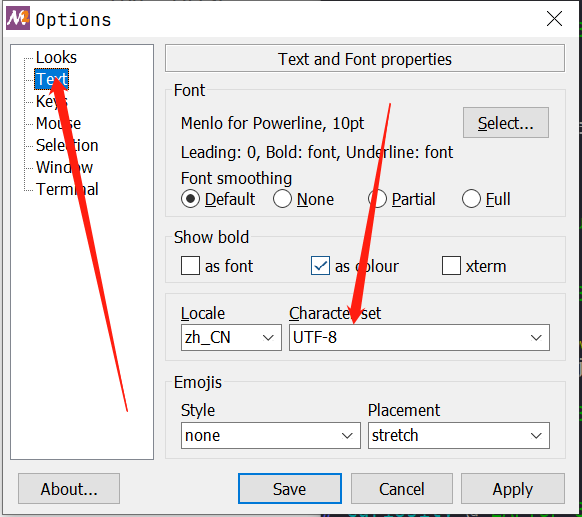 Options
Looks
Text
Keys
Mouse
Selection
Window
Terminal
Text and Font properties
Font
Menlo for Powerline, 10pt
Select...
Leading: 0, Bold: font, Underline: font
Font smoothing
Default
None
Partial
Full
Show bold
as font
as colour
xterm
Locale
Character set
zh_CN
UTF-8
Emojis
Style
Placement
none
stretch
About...
Save
Cancel
Apply